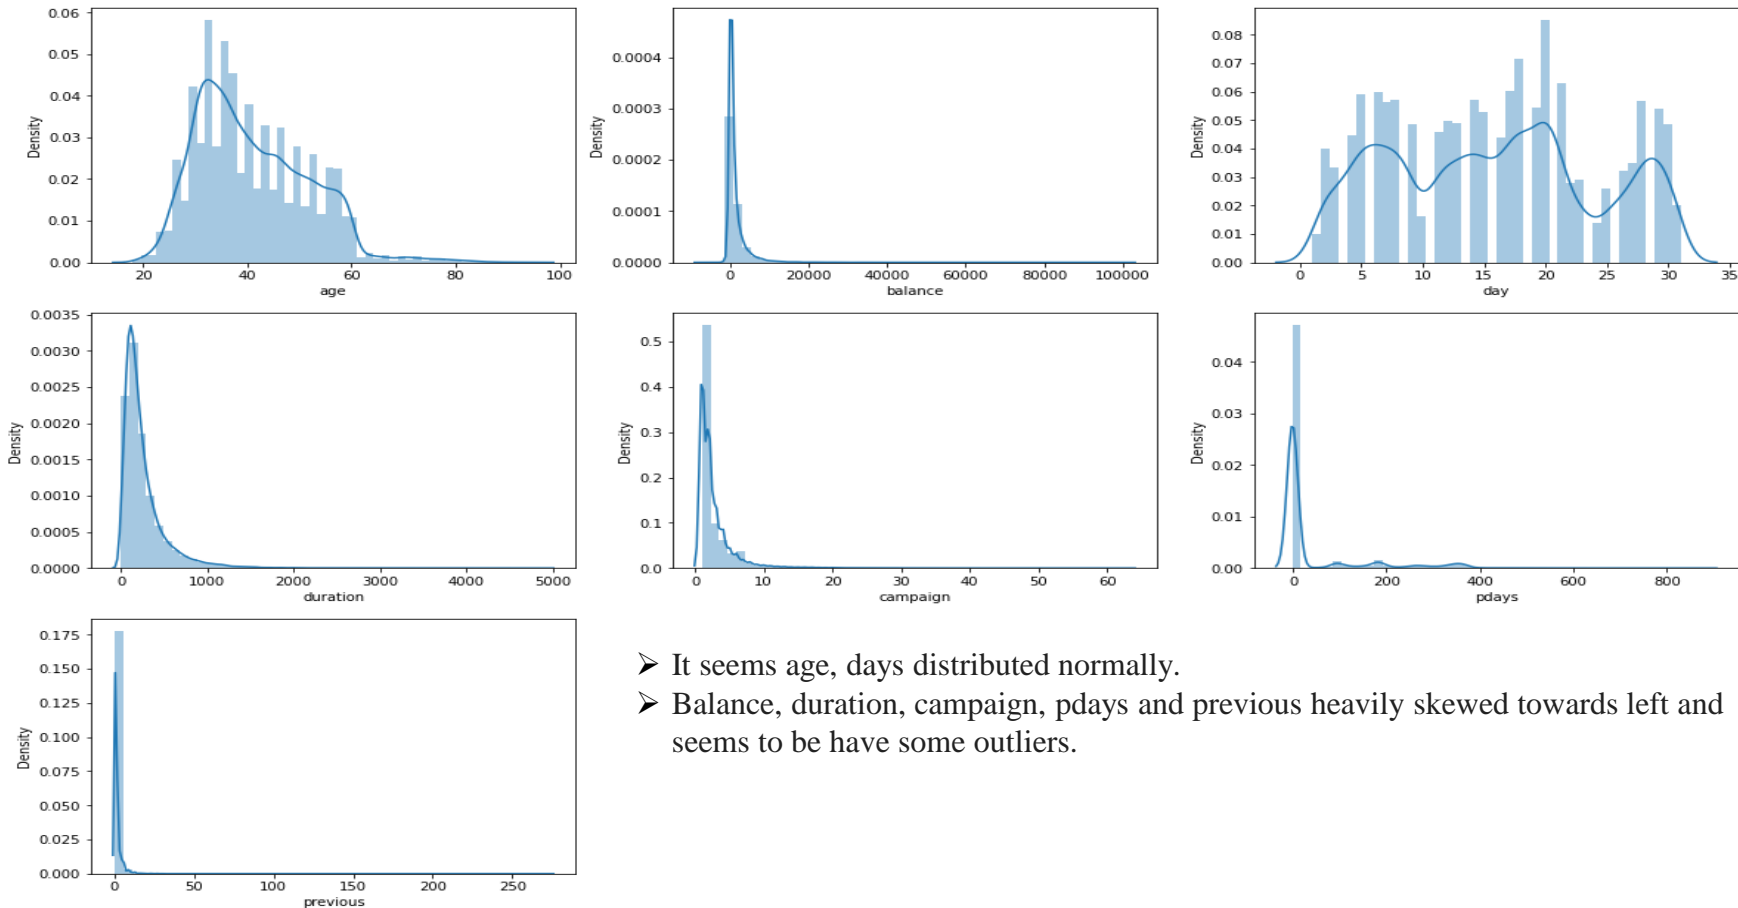 0.06
0.05
0.04
0.03
0.02
0.01
0.00
Density
20 40 60 80 100
age
0.0004
0.0003
0.0002
0.0001
0.0000
Density
0 20000 40000 60000 80000 100000
balance
0.08
0.07
0.06
0.05
0.04
0.03
0.02
0.01
0.00
Density
0 5 10 15 20 25 30 35
day
0.0035
0.0030
0.0025
0.0020
0.0015
0.0010
0.0005
0.0000
Density
0 1000 2000 3000 4000 5000
duration
0.5
0.4
0.3
0.2
0.1
0.0
Density
0 10 20 30 40 50 60
campaign
0.04
0.03
0.02
0.01
0.00
Density
0 200 400 600 800
pdays
0.175
0.150
0.125
0.100
0.075
0.050
0.025
0.000
Density
0 50 100 150 200 250
previous
➢ It seems age, days distributed normally.
➢ Balance, duration, campaign, pdays and previous heavily skewed towards left and
seems to be have some outliers.